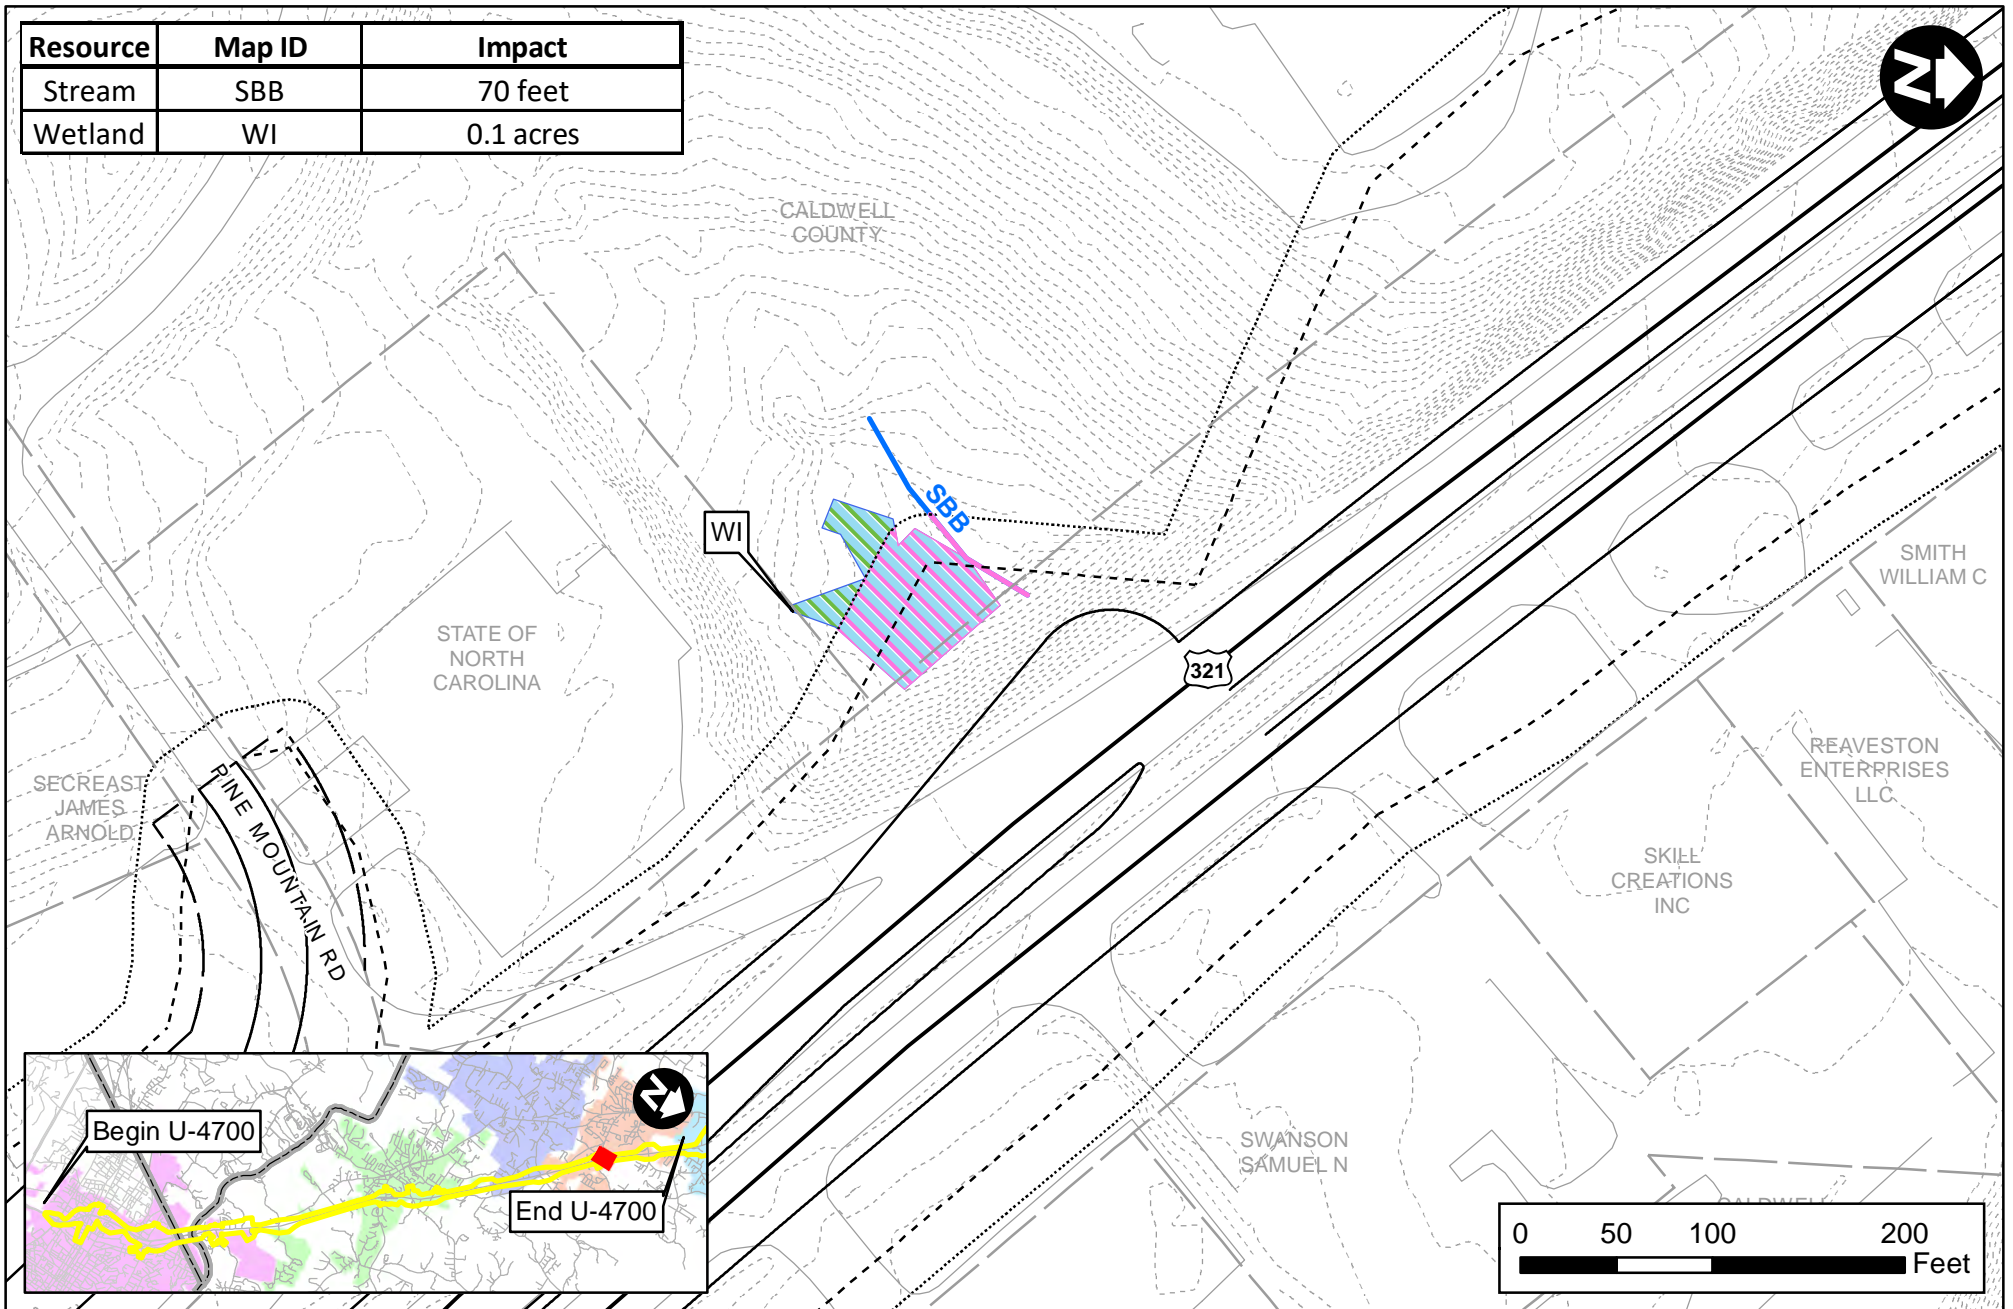 Resource Map ID Impact
Stream SBB 70 feet
Wetland WI 0.1 acres
N
CALDWELL
COUNTY
SBB
WI
STATE OF
NORTH
CAROLINA
321
SMITH
WILLIAM C
REAVESTON
ENTERPRISES
LLC
SECREAST
JAMES
ARNOLD
PINE MOUNTAIN RD
SKILL
CREATIONS
INC
SWANSON
SAMUEL N
CALDWELL
N
Begin U-4700
End U-4700
0 50 100 200
Feet